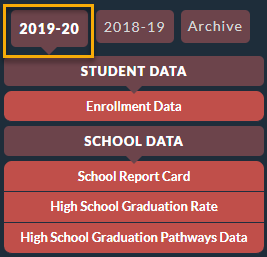 2019-20 2018-19 Archive
STUDENT DATA
Enrollment Data
SCHOOL DATA
School Report Card
High School Graduation Rate
High School Graduation Pathways Data